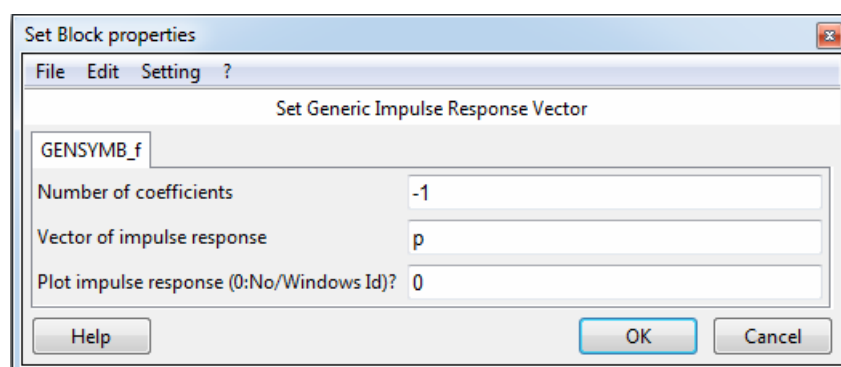 Set Block properties
File Edit Setting ?
Set Generic Impulse Response Vector
GENSYMB_f
Number of coefficients -1
Vector of impulse response p
Plot impulse response (0:No/Windows Id)? 0
Help OK Cancel